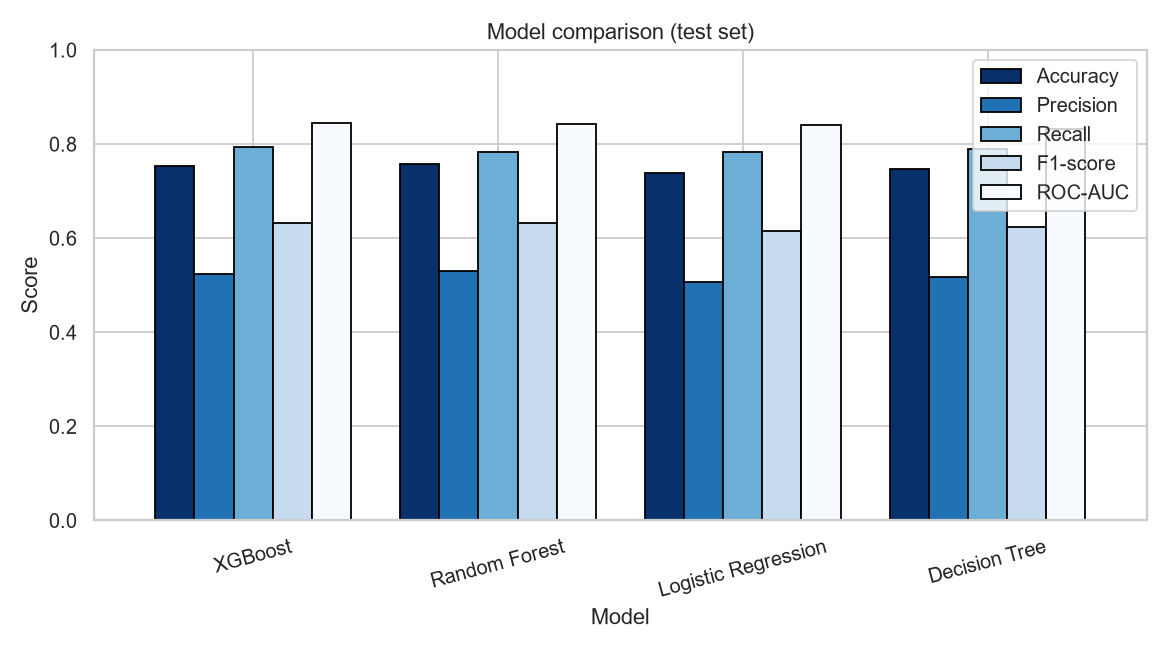 Model comparison (test set)
1.0
0.8
0.6
0.4
0.2
0.0
Score
Accuracy
Precision
Recall
F1-score
ROC-AUC
XGBoost
Random Forest
Logistic Regression
Decision Tree
Model